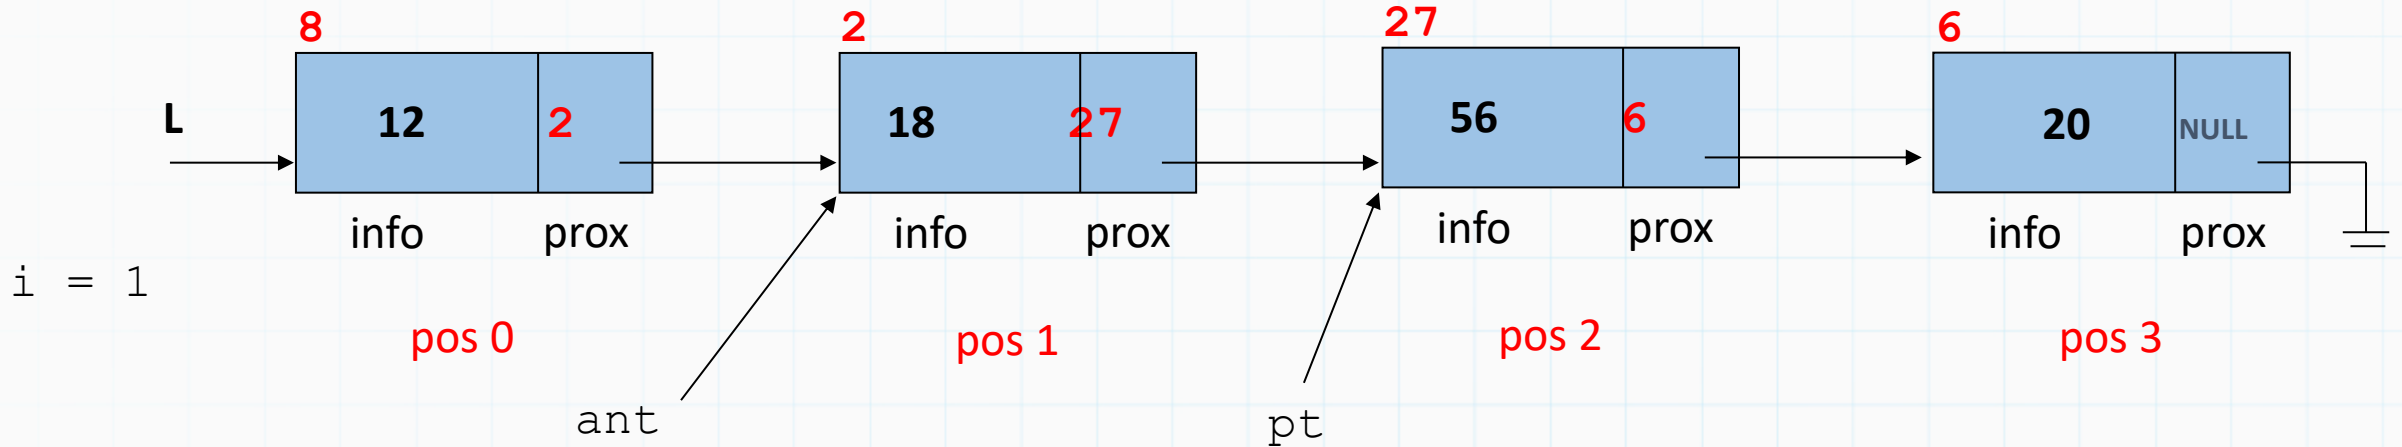 8 2 27 6
L 12 2 18 27 56 6 20 NULL
info prox info prox info prox info prox
i = 1
pos 0 pos 1 pos 2 pos 3
ant pt